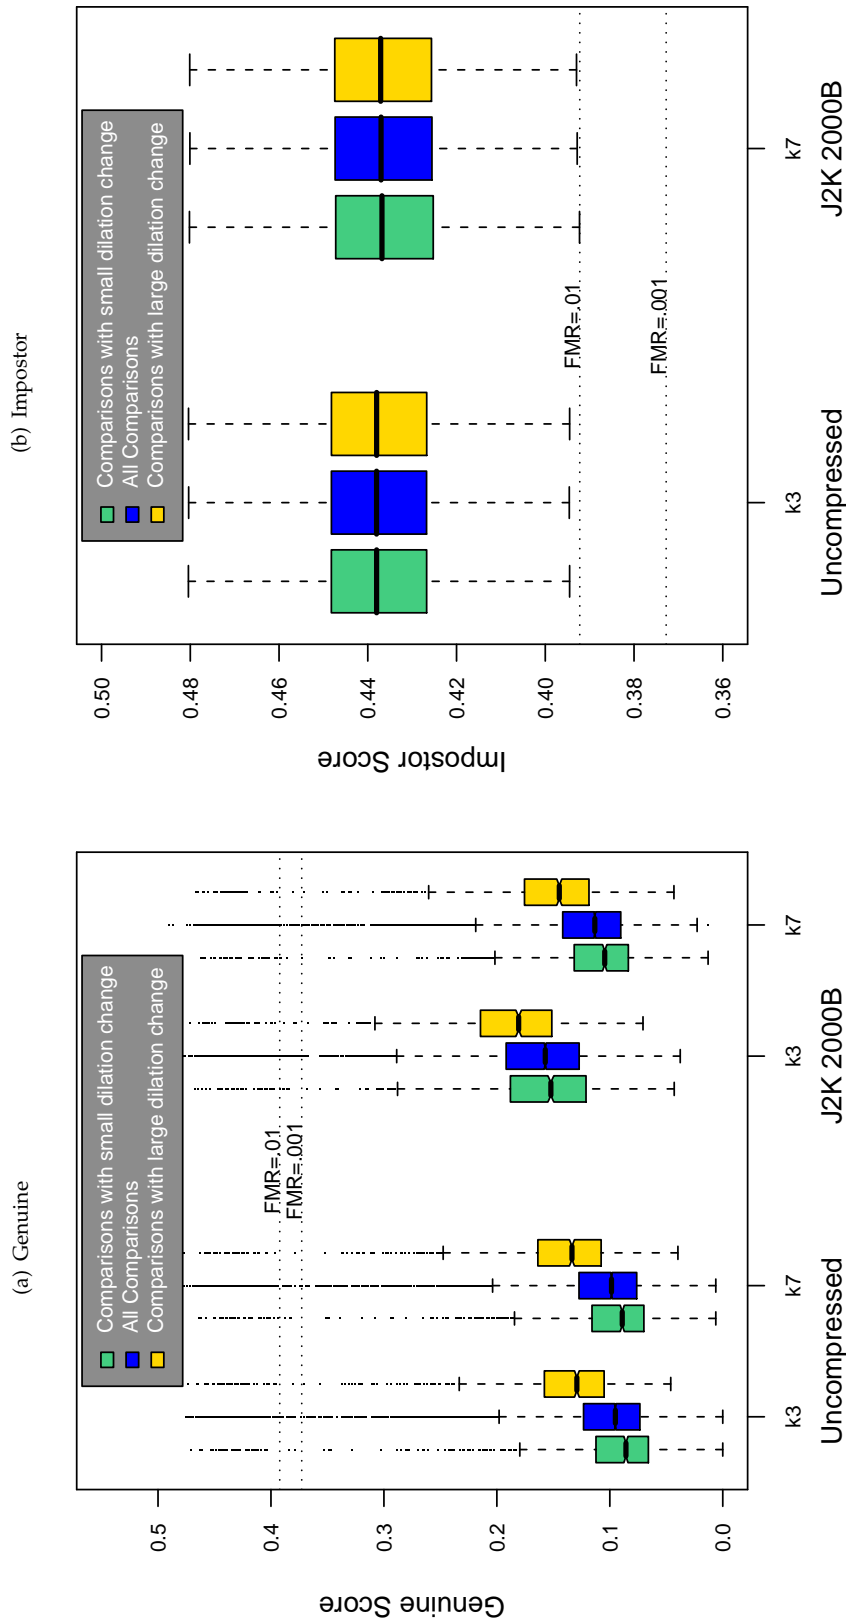 (a) Genuine
Genuine Score
0.0
0.1
0.2
0.3
0.4
0.5
Comparisons with small dilation change
All Comparisons
Comparisons with large dilation change
FMR=.01
FMR=.001
k3
k7
k3
k7
Uncompressed
J2K 2000B
(b) Impostor
Impostor Score
0.36
0.38
0.40
0.42
0.44
0.46
0.48
0.50
Comparisons with small dilation change
All Comparisons
Comparisons with large dilation change
FMR=.01
FMR=.001
k3
k7
Uncompressed
J2K 2000B